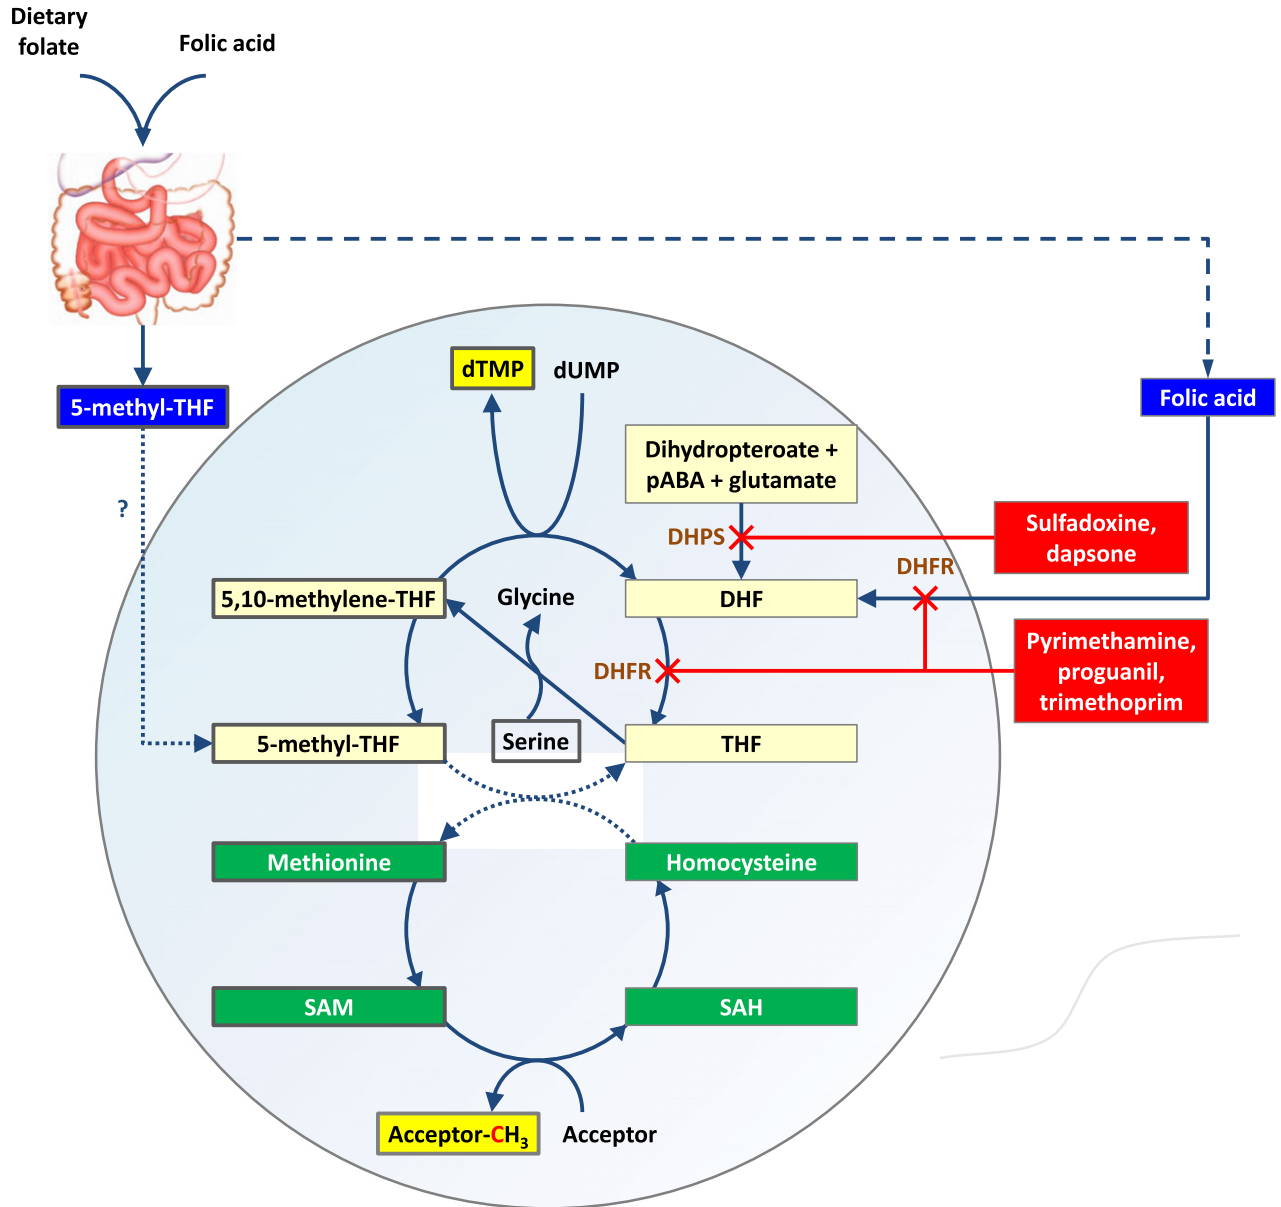 Dietary
folate
Folic acid
5-methyl-THF
?
dTMP
dUMP
Dihydropteroate +
pABA + glutamate
Folic acid
DHPS
Sulfadoxine,
dapsone
DHFR
5,10-methylene-THF
Glycine
DHF
DHFR
Pyrimethamine,
proguanil,
trimethoprim
5-methyl-THF
Serine
THF
Methionine
Homocysteine
SAM
SAH
Acceptor-CH₃
Acceptor